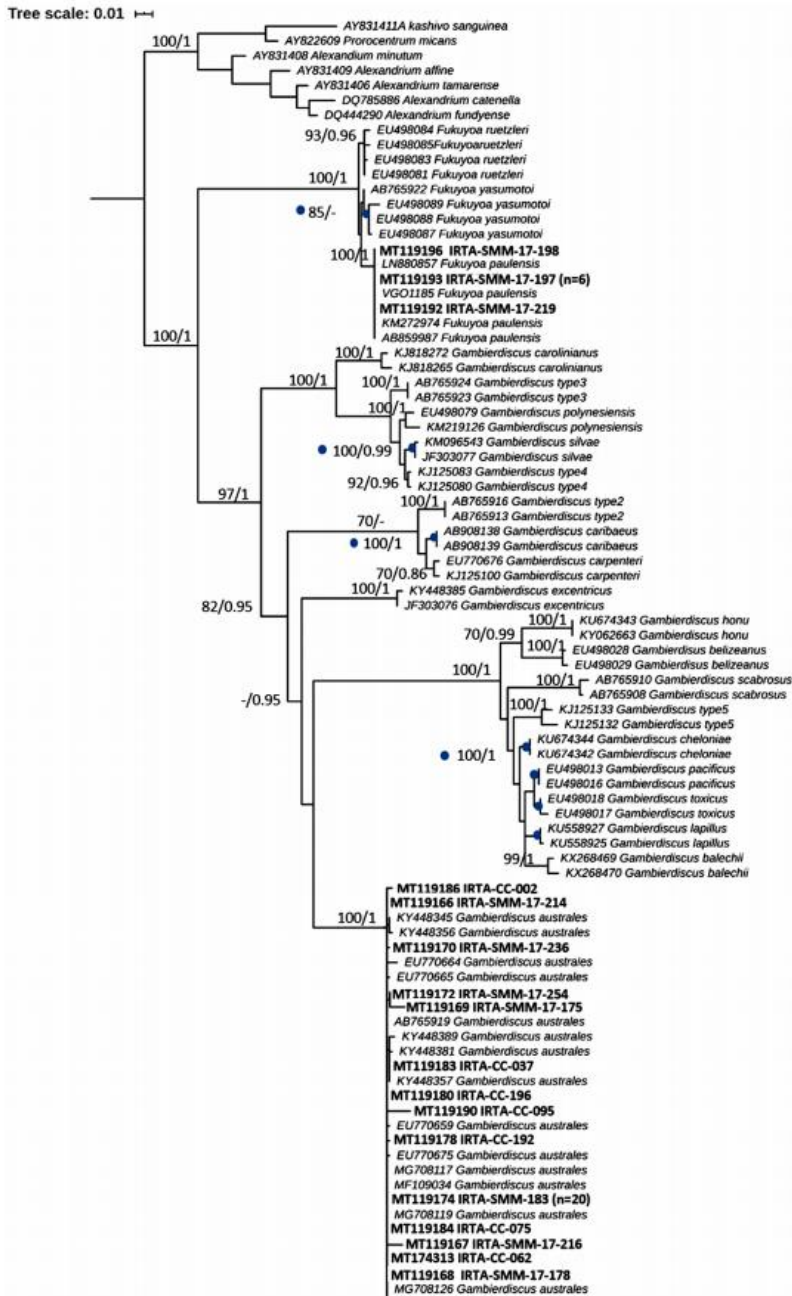 Tree scale: 0.01
AY831411A kashivo sanguinea
AY822609 Prorocentrum micans
100/1
AY831408 Alexandium minutum
AY831409 Alexandrium affine
AY831406 Alexandrium tamarense
DQ785886 Alexandrium catenella
DQ444290 Alexandrium fundyense
93/0.96
EU498084 Fukuyoa ruetzleri
EU498085Fukuyoaruetzleri
EU498083 Fukuyoa ruetzleri
EU498081 Fukuyoa ruetzleri
100/1
AB765922 Fukuyoa yasumotoi
EU498089 Fukuyoa yasumotoi
85/-
EU498088 Fukuyoa yasumotoi
EU498087 Fukuyoa yasumotoi
100/1
MT119196 IRTA-SMM-17-198
LN880857 Fukuyoa paulensis
MT119193 IRTA-SMM-17-197 (n=6)
VGO1185 Fukuyoa paulensis
MT119192 IRTA-SMM-17-219
KM272974 Fukuyoa paulensis
AB859987 Fukuyoa paulensis
100/1
100/1
KJ818272 Gambierdiscus carolinianus
KJ818265 Gambierdiscus carolinianus
100/1
100/1
AB765924 Gambierdiscus type3
AB765923 Gambierdiscus type3
100/1
EU498079 Gambierdiscus polynesiensis
KM219126 Gambierdiscus polynesiensis
KM096543 Gambierdiscus silvae
100/0.99
JF303077 Gambierdiscus silvae
KJ125083 Gambierdiscus type4
92/0.96
KJ125080 Gambierdiscus type4
97/1
100/1
AB765916 Gambierdiscus type2
AB765913 Gambierdiscus type2
70/-
AB908138 Gambierdiscus caribaeus
100/1
AB908139 Gambierdiscus caribaeus
EU770676 Gambierdiscus carpenteri
70/0.86
KJ125100 Gambierdiscus carpenteri
100/1
KY448385 Gambierdiscus excentricus
JF303076 Gambierdiscus excentricus
82/0.95
100/1
KU674343 Gambierdiscus honu
KY062663 Gambierdiscus honu
70/0.99
100/1
EU498028 Gambierdisus belizeanus
EU498029 Gambierdisus belizeanus
100/1
100/1
AB765910 Gambierdiscus scabrosus
AB765908 Gambierdiscus scabrosus
-/0.95
100/1
KJ125133 Gambierdiscus type5
KJ125132 Gambierdiscus type5
KU674344 Gambierdiscus cheloniae
100/1
KU674342 Gambierdiscus cheloniae
EU498013 Gambierdiscus pacificus
EU498016 Gambierdiscus pacificus
EU498018 Gambierdiscus toxicus
EU498017 Gambierdiscus toxicus
KU558927 Gambierdiscus lapillus
KU558925 Gambierdiscus lapillus
99/1
KX268469 Gambierdiscus balechii
KX268470 Gambierdiscus balechii
MT119186 IRTA-CC-002
MT119166 IRTA-SMM-17-214
100/1
KY448345 Gambierdiscus australes
KY448356 Gambierdiscus australes
MT119170 IRTA-SMM-17-236
EU770664 Gambierdiscus australes
EU770665 Gambierdiscus australes
MT119172 IRTA-SMM-17-254
MT119169 IRTA-SMM-17-175
AB765919 Gambierdiscus australes
KY448389 Gambierdiscus australes
KY448381 Gambierdiscus australes
MT119183 IRTA-CC-037
KY448357 Gambierdiscus australes
MT119180 IRTA-CC-196
MT119190 IRTA-CC-095
EU770659 Gambierdiscus australes
MT119178 IRTA-CC-192
EU770675 Gambierdiscus australes
MG708117 Gambierdiscus australes
MF109034 Gambierdiscus australes
MT119174 IRTA-SMM-183 (n=20)
MG708119 Gambierdiscus australes
MT119184 IRTA-CC-075
MT119167 IRTA-SMM-17-216
MT174313 IRTA-CC-062
MT119168 IRTA-SMM-17-178
MG708126 Gambierdiscus australes